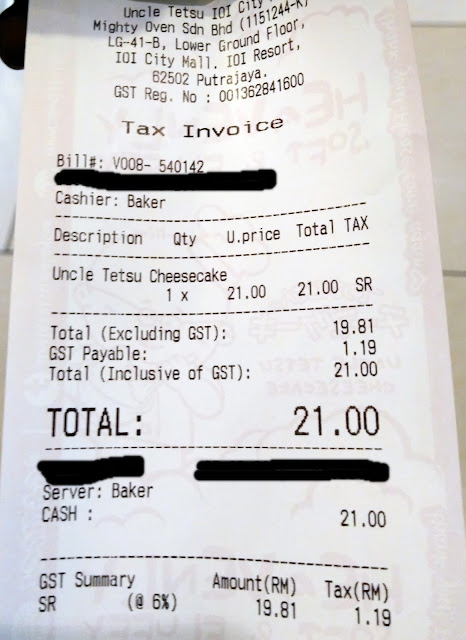 Uncle Tetsu IOI City
Mighty Oven Sdn Bhd (1151244-K)
LG-41-B, Lower Ground Floor,
IOI City Mall. IOI Resort,
62502 Putrajaya.
GST Reg. No : 001362841600
Tax Invoice
Bill#: V008- 540142
Cashier: Baker
Description Qty U.price Total TAX
Uncle Tetsu Cheesecake
1 x 21.00 21.00 SR
Total (Excluding GST): 19.81
GST Payable: 1.19
Total (Inclusive of GST): 21.00
TOTAL: 21.00
Server: Baker
CASH : 21.00
GST Summary Amount(RM) Tax(RM)
SR (@ 6%) 19.81 1.19